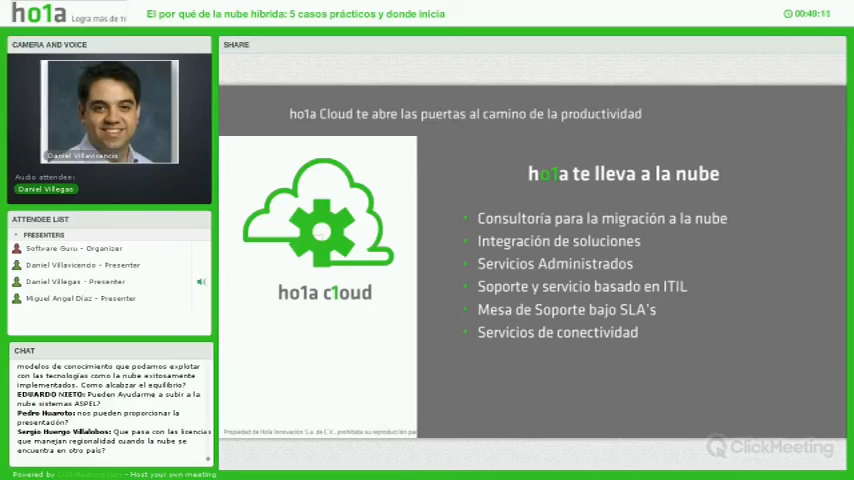 ho1a Logra más de
El por qué de la nube híbrida: 5 casos prácticos y donde inicia
00:49:11
CAMERA AND VOICE
Daniel Villavicencio
Audio attendee:
Daniel Villegas
ATTENDEE LIST
PRESENTERS
Software Guru - Organizer
Daniel Villavicencio - Presenter
Daniel Villegas - Presenter
Miguel Angel Diaz - Presenter
CHAT
modelos de conocimiento que podamos explotar
con las tecnologías como la nube exitosamente
implementados. Como alcabzar el equilibrio?
EDUARDO NIETO: Pueden Ayudarme a subir a la
nube sistemas ASPEL?
Pedro Huaroto: nos pueden proporcionar la
presentación?
Sergio Huergo Villalobos: Que pasa con las licencias
que manejan regionalidad cuando la nube se
encuentra en otro país?
Powered by ClickMeeting.com - Host your own meeting
SHARE
ho1a Cloud te abre las puertas al camino de la productividad
ho1a c1oud
Propiedad de Hola Innovación S.a. de C.V., prohibida su reproducción
ho1a te lleva a la nube
• Consultoría para la migración a la nube
• Integración de soluciones
• Servicios Administrados
• Soporte y servicio basado en ITIL
• Mesa de Soporte bajo SLA's
• Servicios de conectividad
ClickMeeting